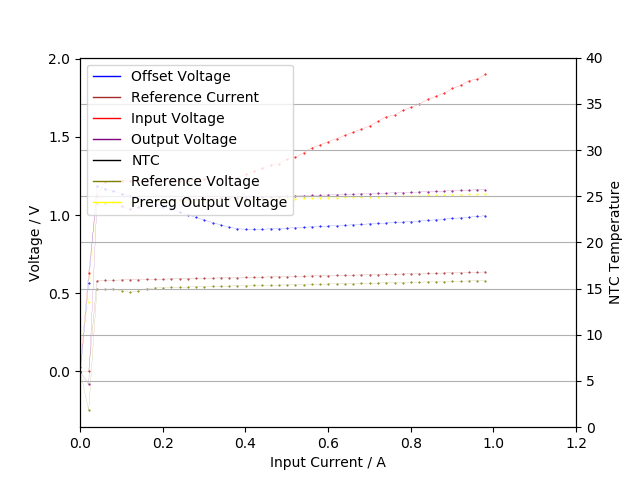 2.0
1.5
1.0
0.5
0.0
Voltage / V
Offset Voltage
Reference Current
Input Voltage
Output Voltage
NTC
Reference Voltage
Prereg Output Voltage
40
35
30
25
20
15
10
5
0
NTC Temperature
0.0 0.2 0.4 0.6 0.8 1.0 1.2
Input Current / A